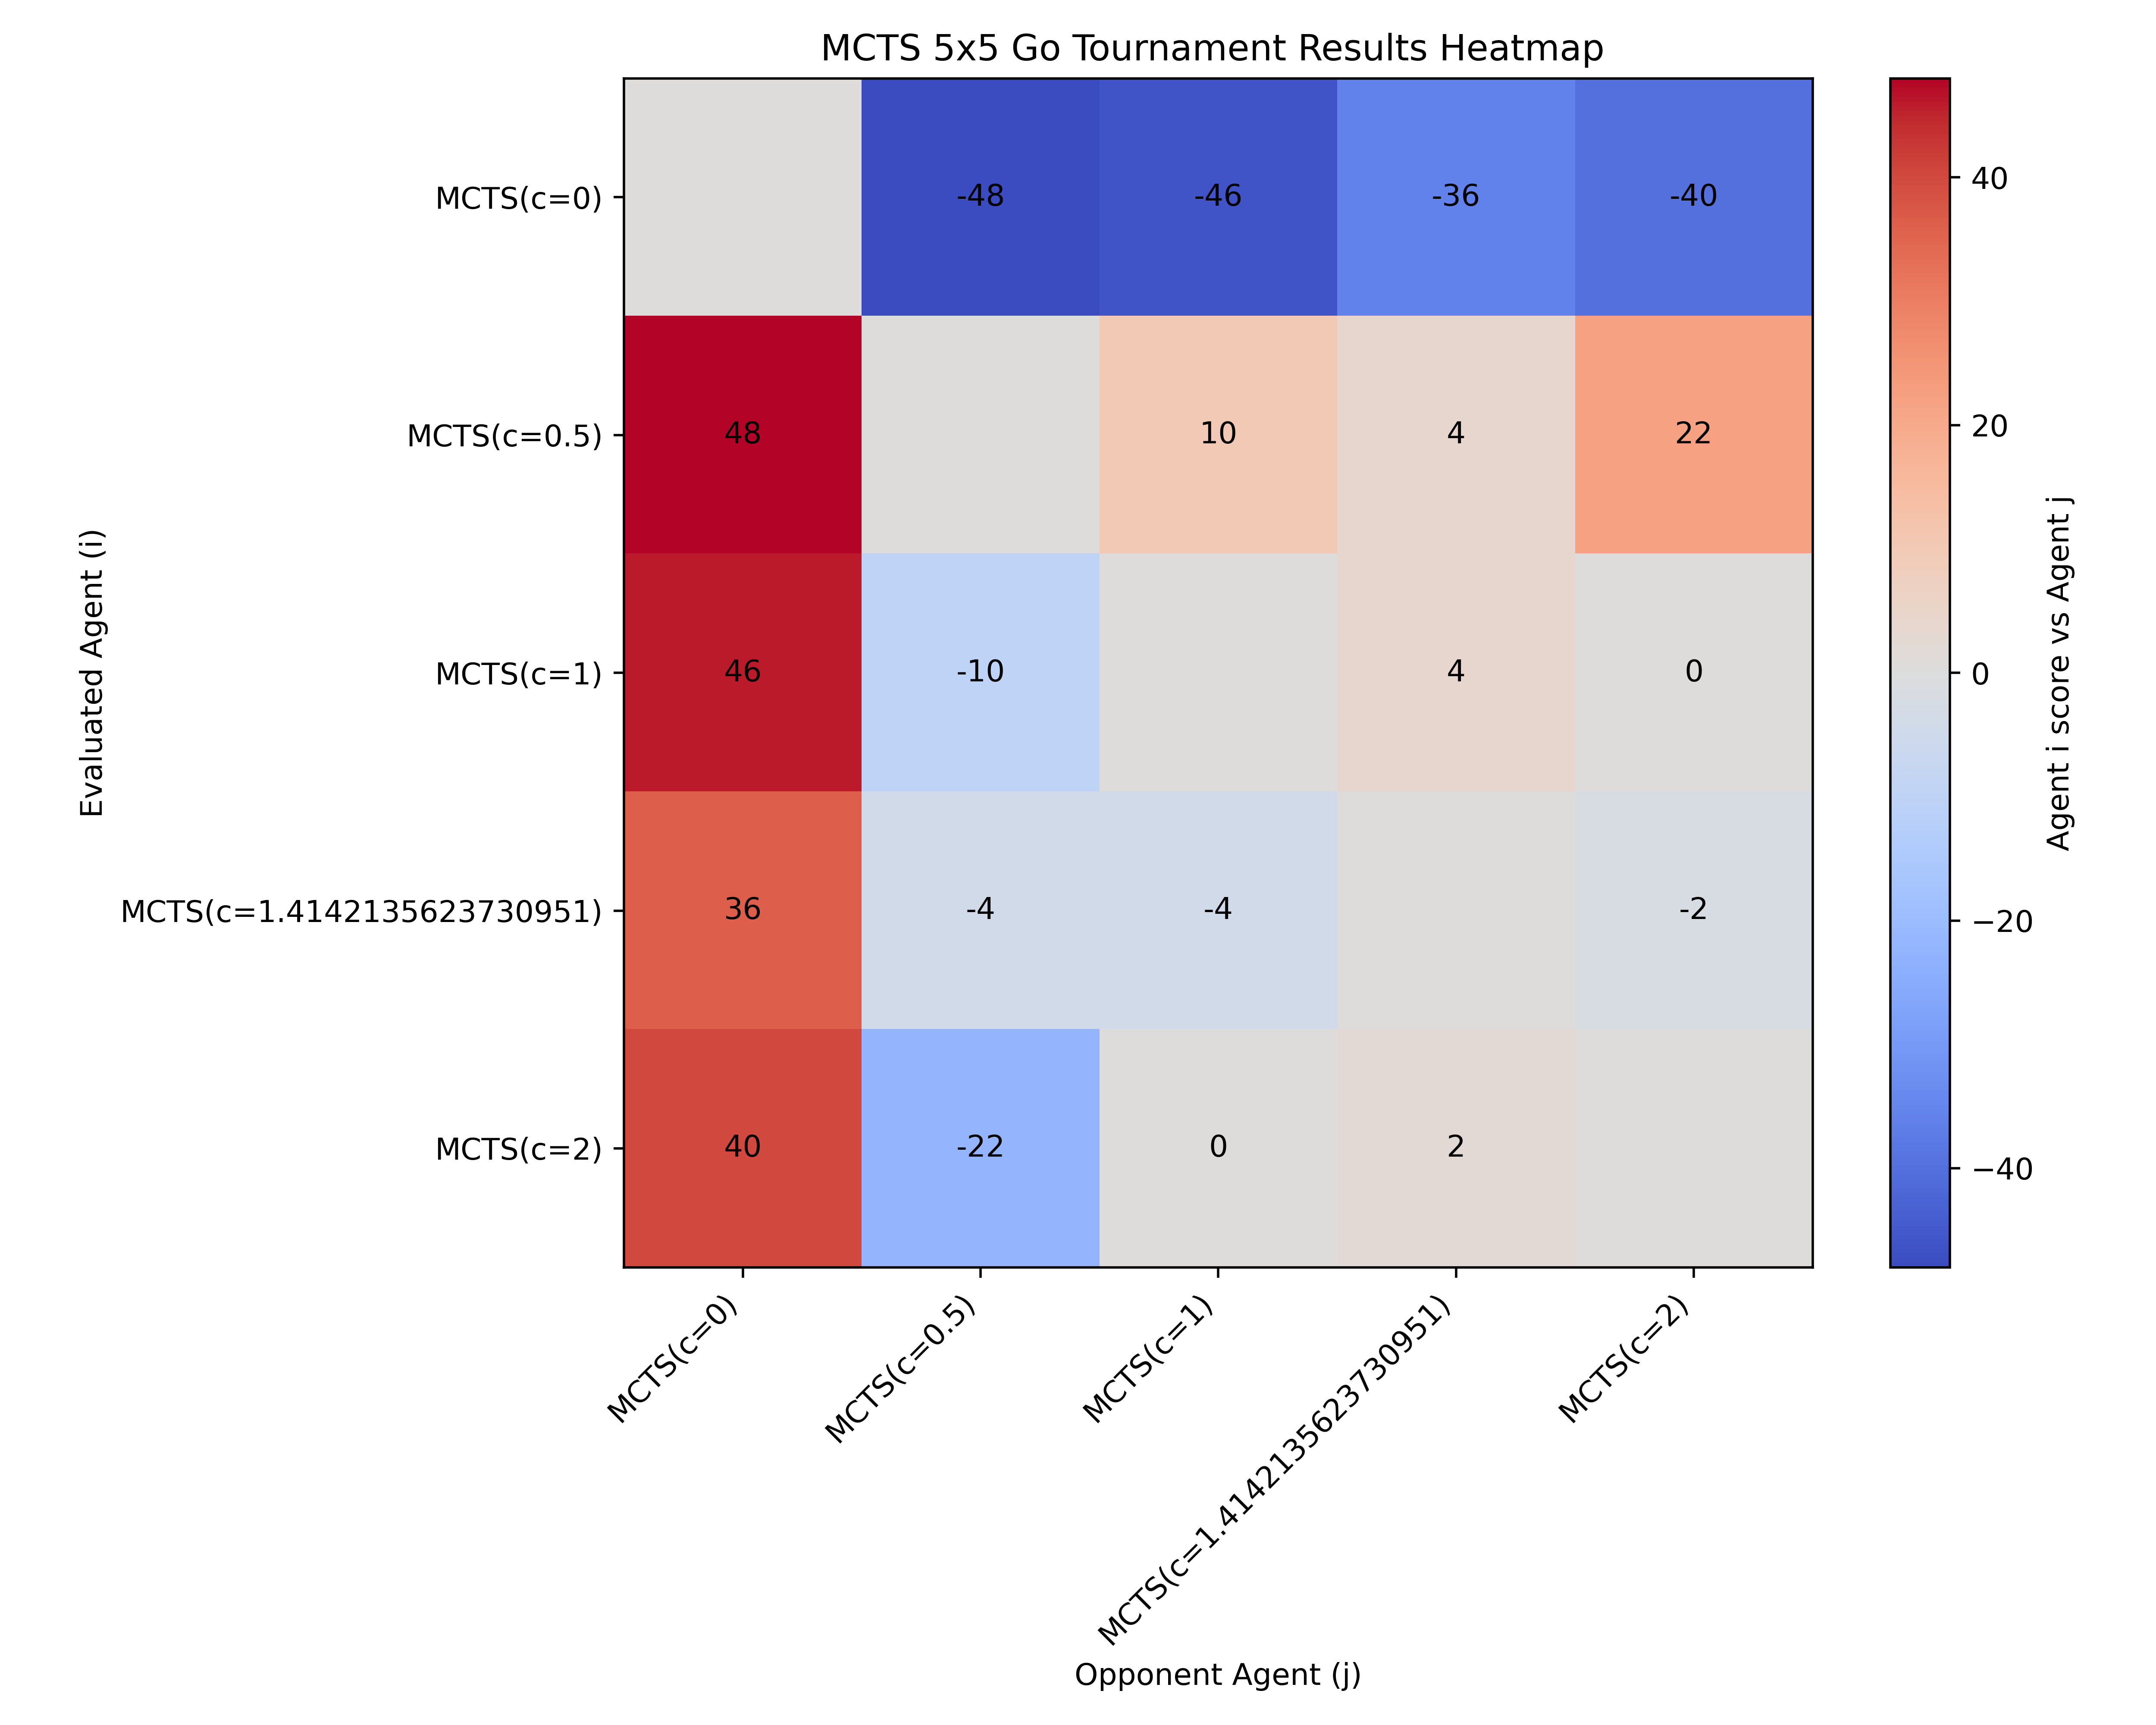 MCTS 5x5 Go Tournament Results Heatmap
Evaluated Agent (i)
MCTS(c=0)
-48 -46 -36 -40
MCTS(c=0.5)
48 10 4 22
MCTS(c=1)
46 -10 4 0
MCTS(c=1.4142135623730951)
36 -4 -4 -2
MCTS(c=2)
40 -22 0 2
MCTS(c=0)
MCTS(c=0.5)
MCTS(c=1)
MCTS(c=1.4142135623730951)
MCTS(c=2)
Opponent Agent (j)
40
20
0
−20
−40
Agent i score vs Agent j